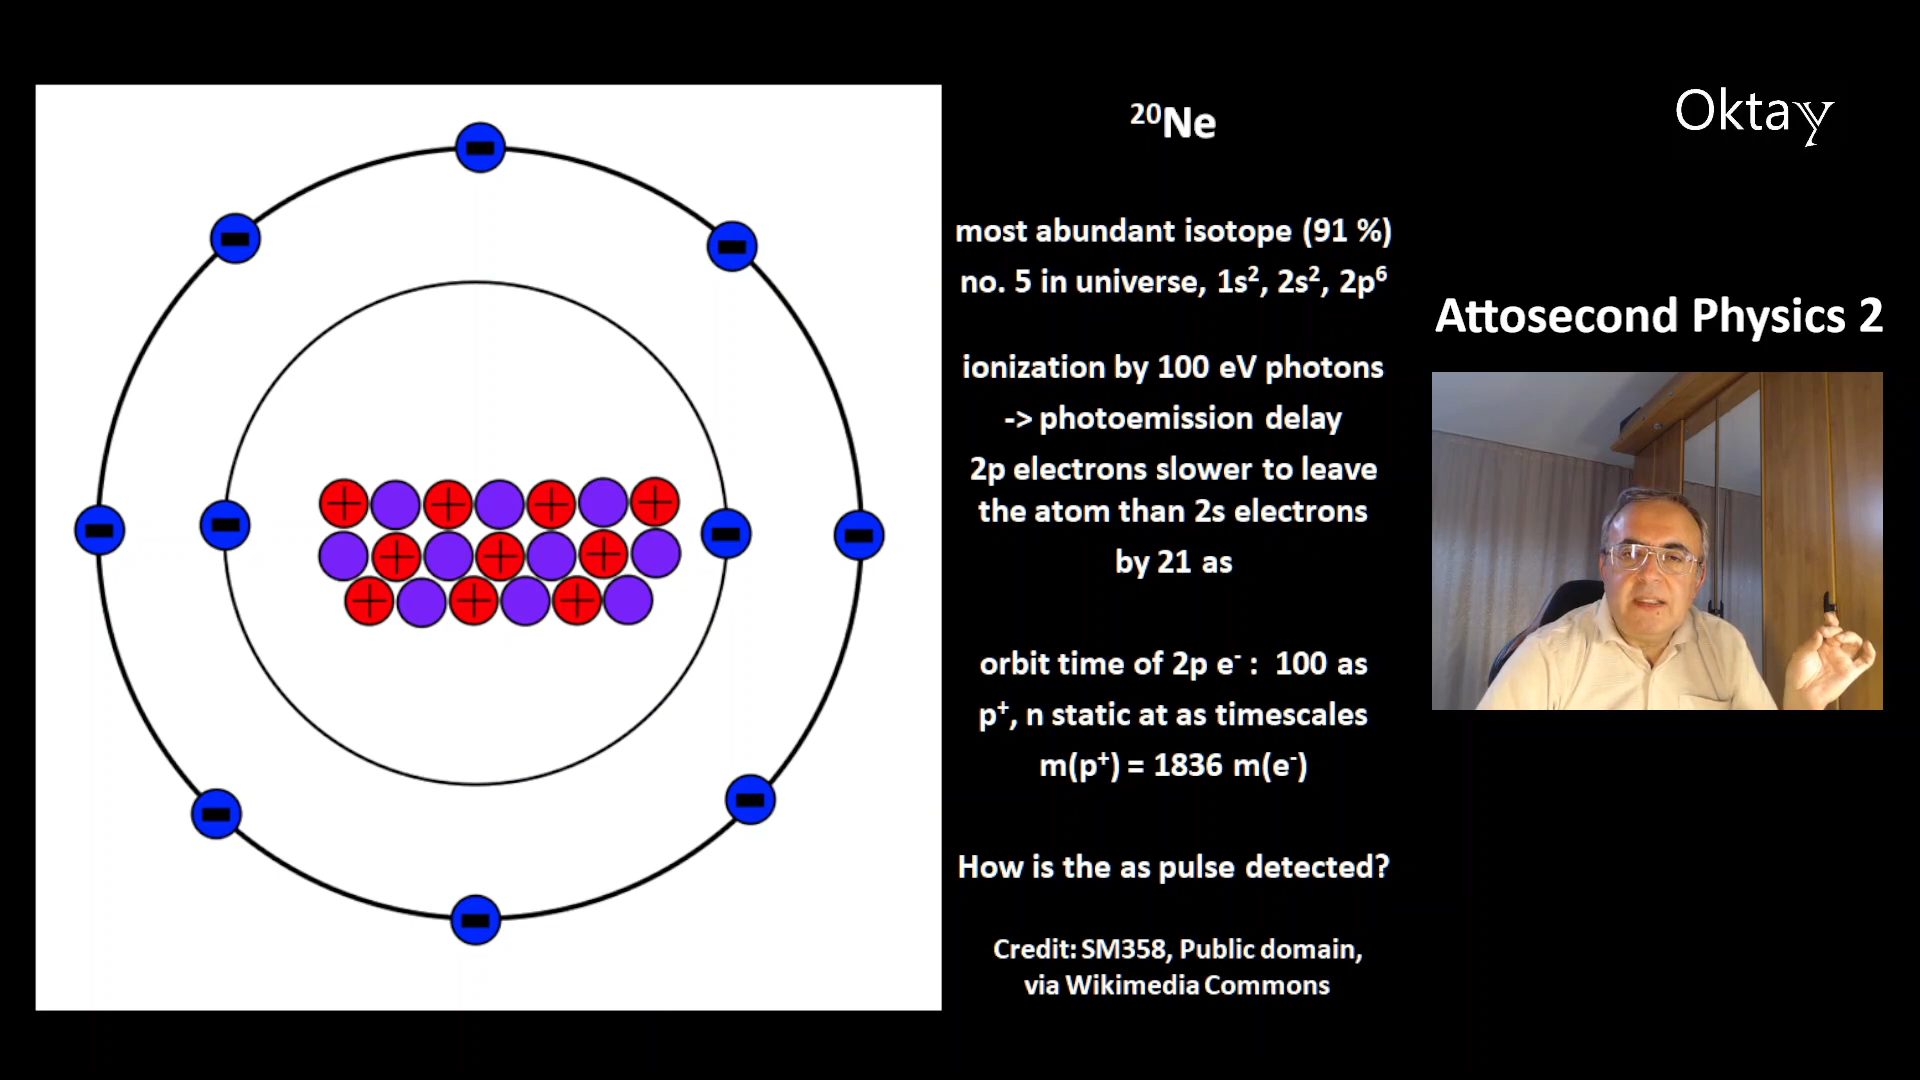 ²⁰Ne
Oktay
most abundant isotope (91 %)
no. 5 in universe, 1s², 2s², 2p⁶
Attosecond Physics 2
ionization by 100 eV photons
-> photoemission delay
2p electrons slower to leave
the atom than 2s electrons
by 21 as
orbit time of 2p e⁻ : 100 as
p⁺, n static at as timescales
m(p⁺) = 1836 m(e⁻)
How is the as pulse detected?
Credit: SM358, Public domain,
via Wikimedia Commons